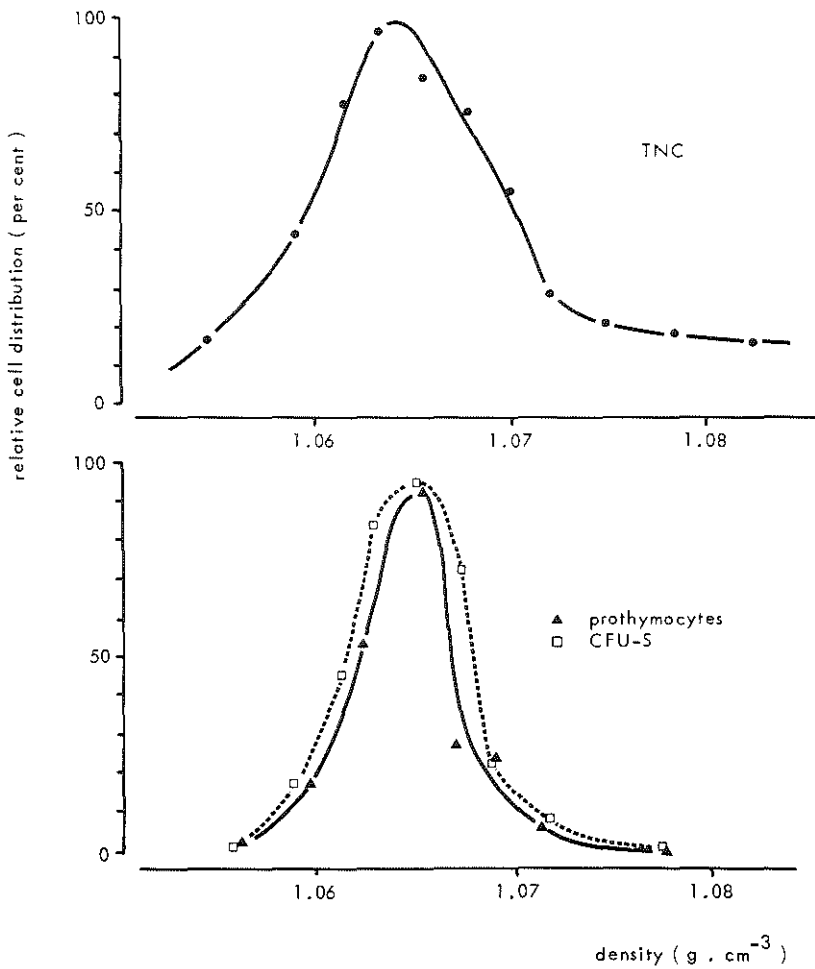 100
TNC
50
0
1.06 1.07 1.08
relative cell distribution ( per cent )
100
▲ prothymocytes
□ CFU-S
50
0
1.06 1.07 1.08
density ( g . cm⁻³ )